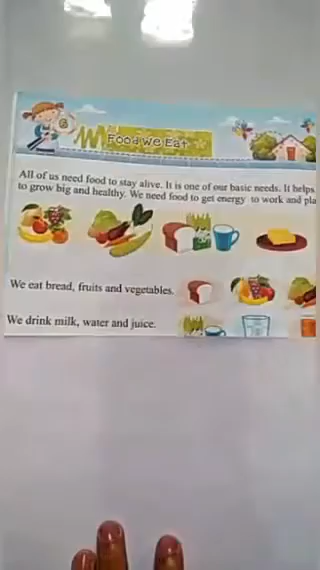 6
Food We Eat
All of us need food to stay alive. It is one of our basic needs. It helps
to grow big and healthy. We need food to get energy to work and pla
We eat bread, fruits and vegetables.
We drink milk, water and juice.